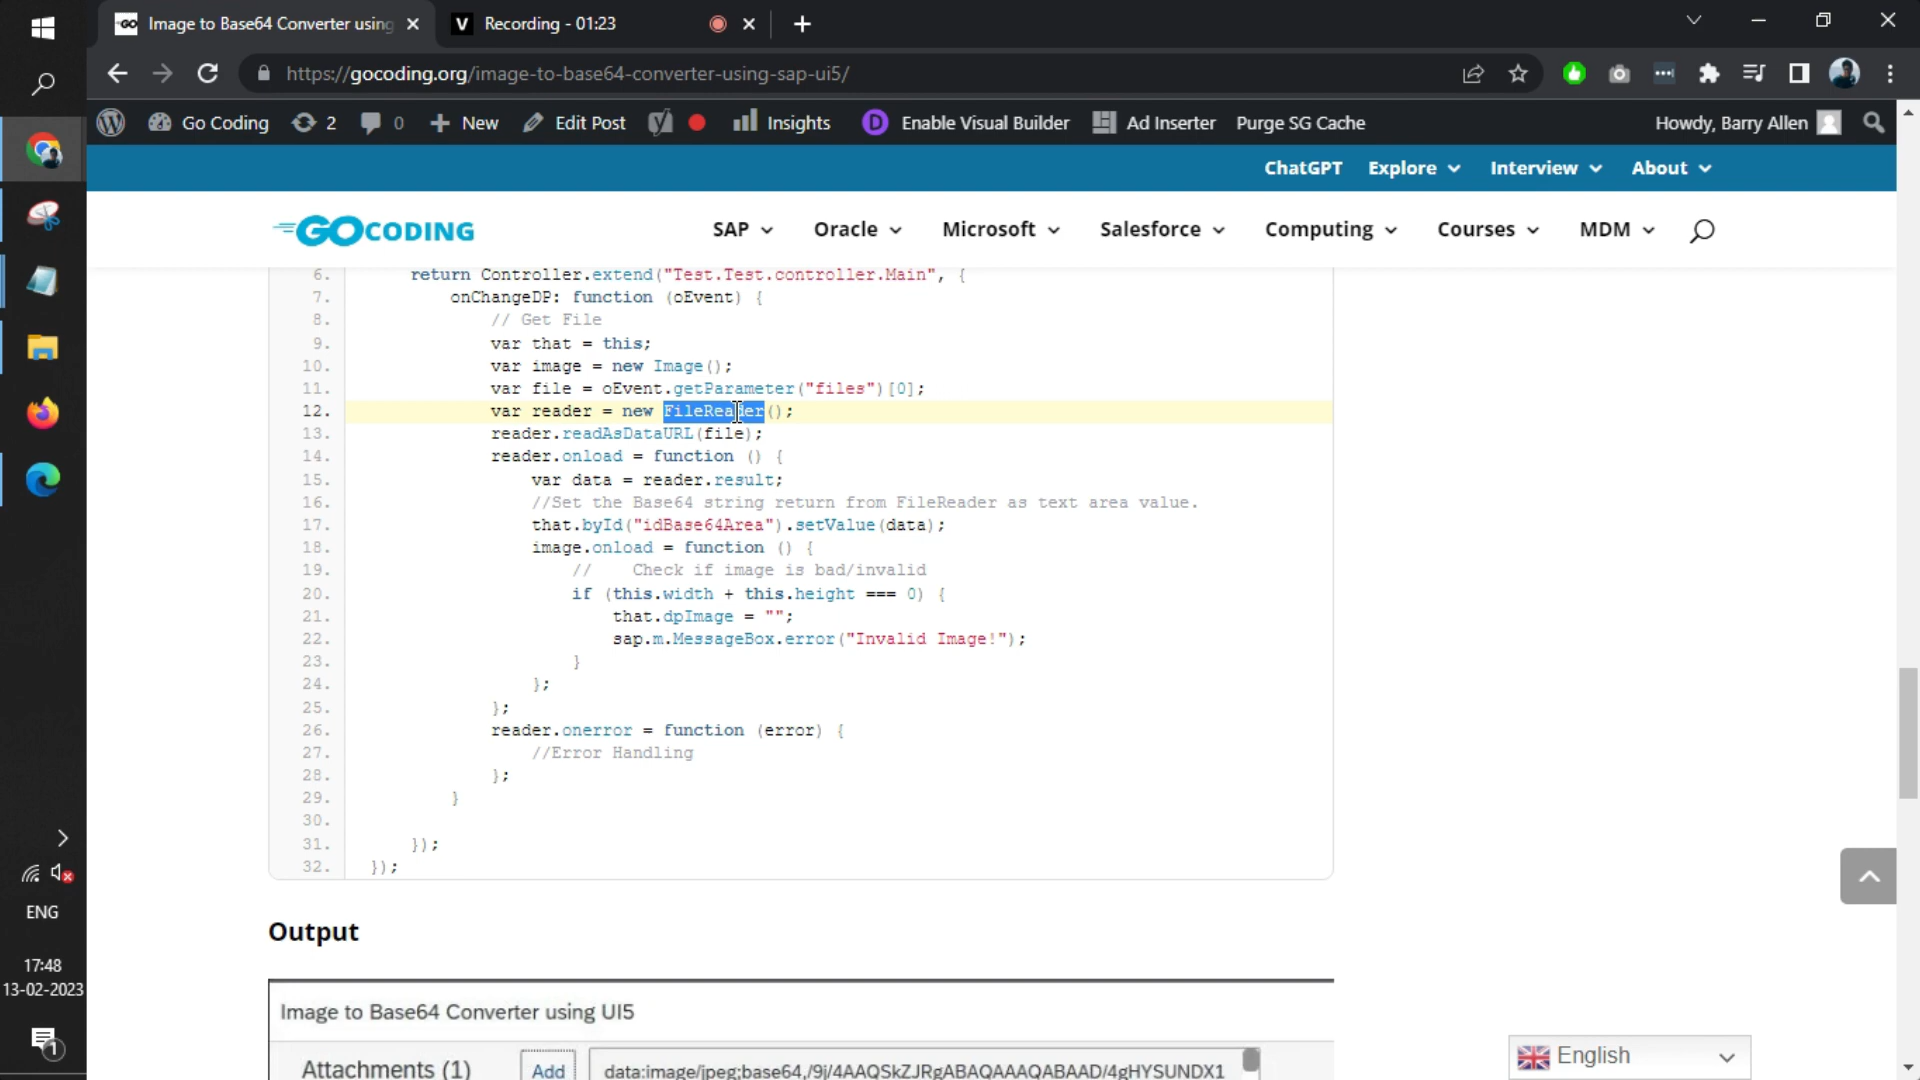 Image to Base64 Converter using
Recording - 01:23
https://gocoding.org/image-to-base64-converter-using-sap-ui5/
Go Coding 2 0 New Edit Post Insights Enable Visual Builder Ad Inserter Purge SG Cache Howdy, Barry Allen
ChatGPT Explore Interview About
GOCODING SAP Oracle Microsoft Salesforce Computing Courses MDM
6. return Controller.extend("Test.Test.controller.Main", {
7. onChangeDP: function (oEvent) {
8. // Get File
9. var that = this;
10. var image = new Image();
11. var file = oEvent.getParameter("files")[0];
12. var reader = new FileReader();
13. reader.readAsDataURL(file);
14. reader.onload = function () {
15. var data = reader.result;
16. //Set the Base64 string return from FileReader as text area value.
17. that.byId("idBase64Area").setValue(data);
18. image.onload = function () {
19. // Check if image is bad/invalid
20. if (this.width + this.height === 0) {
21. that.dpImage = "";
22. sap.m.MessageBox.error("Invalid Image!");
23. }
24. };
25. };
26. reader.onerror = function (error) {
27. //Error Handling
28. };
29. }
30.
31. });
32. });
Output
Image to Base64 Converter using UI5
Attachments (1) Add data:image/jpeg;base64,/9j/4AAQSkZJRgABAQAAAQABAAD/4gHYSUNDX1
English
ENG
17:48
13-02-2023
1